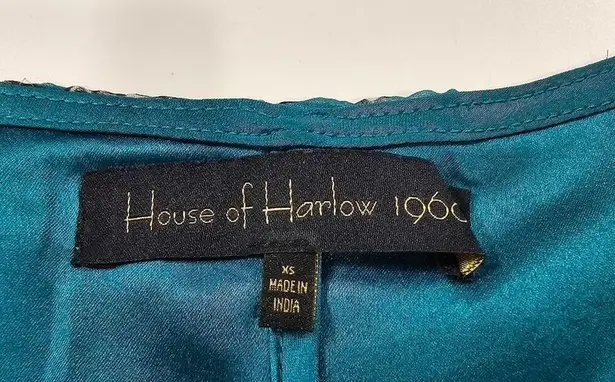 House of Harlow 1960
XS
MADE IN
INDIA